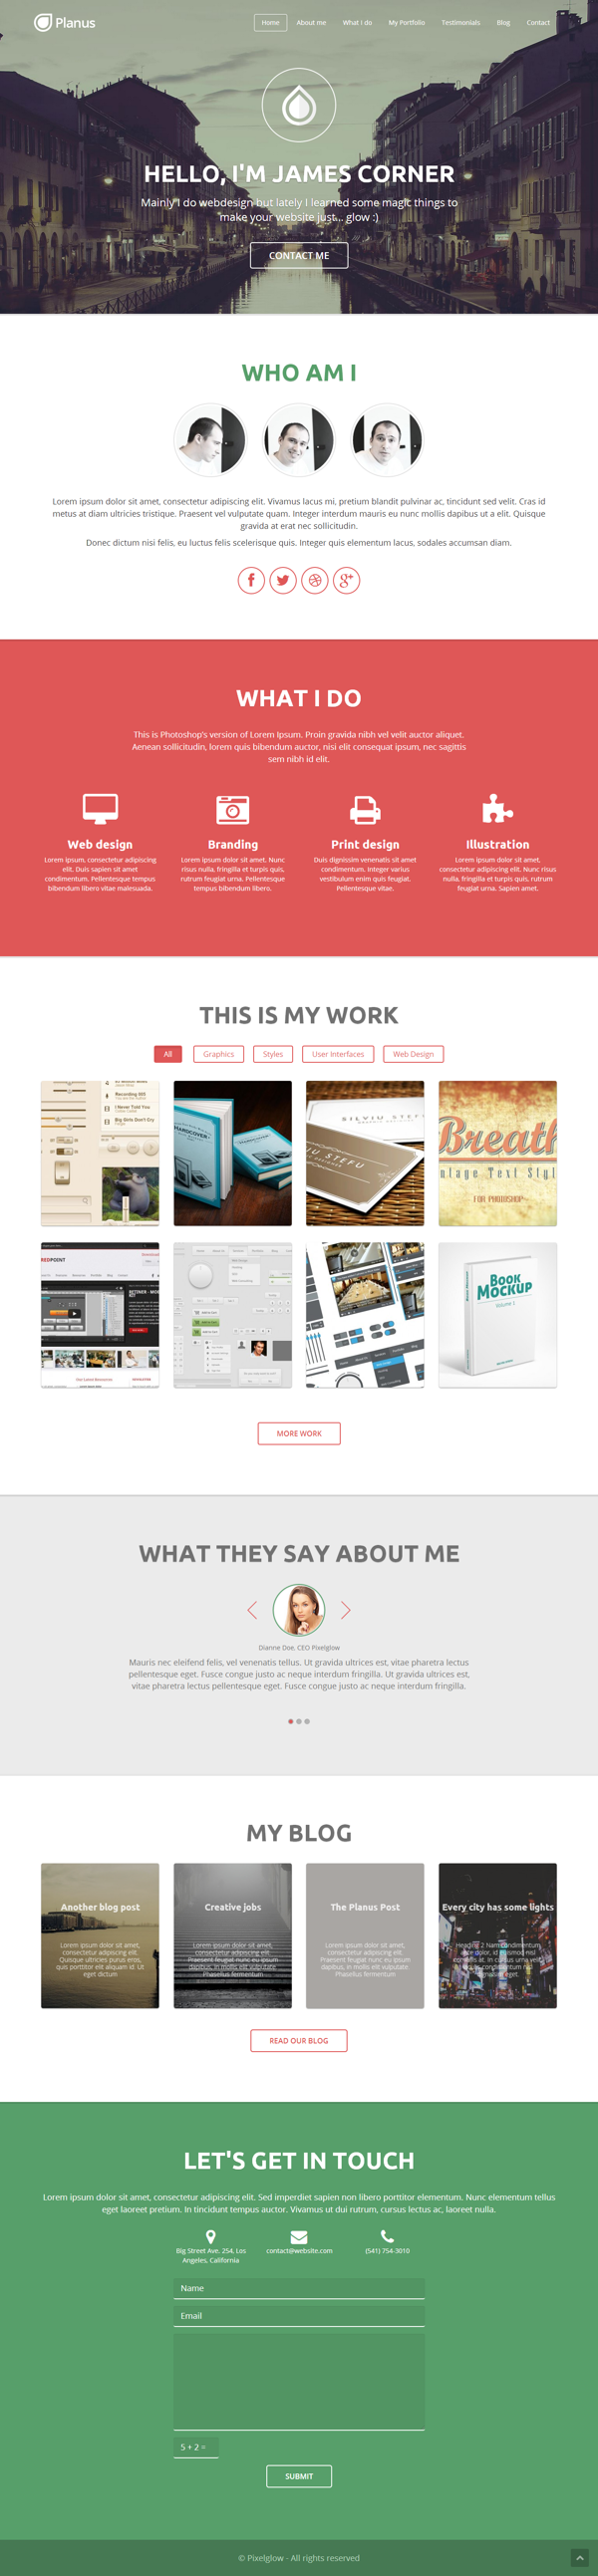 Planus
Home About me What I do My Portfolio Testimonials Blog Contact
HELLO, I'M JAMES CORNER
Mainly I do webdesign but lately I learned some magic things to
make your website just... glow :)
CONTACT ME
WHO AM I
Lorem ipsum dolor sit amet, consectetur adipiscing elit. Vivamus lacus mi, pretium blandit pulvinar ac, tincidunt sed velit. Cras id
metus at diam ultricies tristique. Praesent vel vulputate quam. Integer interdum mauris eu nunc mollis dapibus ut a elit. Quisque
gravida at erat nec sollicitudin.
Donec dictum nisi felis, eu luctus felis scelerisque quis. Integer quis elementum lacus, sodales accumsan diam.
WHAT I DO
This is Photoshop's version of Lorem Ipsum. Proin gravida nibh vel velit auctor aliquet.
Aenean sollicitudin, lorem quis bibendum auctor, nisi elit consequat ipsum, nec sagittis
sem nibh id elit.
Web design
Lorem ipsum, consectetur adipiscing
elit. Duis sapien sit amet
condimentum. Pellentesque tempus
bibendum libero vitae malesuada.
Branding
Lorem ipsum dolor sit amet. Nunc
risus nulla, fringilla et turpis quis,
rutrum feugiat urna. Pellentesque
tempus bibendum libero.
Print design
Duis dignissim venenatis sit amet
condimentum. Integer varius
vestibulum enim quis feugiat.
Pellentesque vitae.
Illustration
Lorem ipsum dolor sit amet,
consectetur adipiscing elit. Nunc risus
nulla, fringilla et turpis quis, rutrum
feugiat urna. Sapien amet.
THIS IS MY WORK
All Graphics Styles User Interfaces Web Design
Recording 005
I Never Told You
Big Girls Don't Cry
SILVIU STEFU
IU STEFU
Breath
ntage Text Styl
FOR PHOTOSHOP
REDPOINT
Our Latest Resources
BOOK
MOCKUP
Volume 1
MORE WORK
WHAT THEY SAY ABOUT ME
Dianne Doe, CEO Pixelglow
Mauris nec eleifend felis, vel venenatis tellus. Ut gravida ultrices est, vitae pharetra lectus
pellentesque eget. Fusce congue justo ac neque interdum fringilla. Ut gravida ultrices est,
vitae pharetra lectus pellentesque eget. Fusce congue justo ac neque interdum fringilla.
MY BLOG
Another blog post
Lorem ipsum dolor sit amet,
consectetur adipiscing elit.
Quisque ultricies purus eros,
quis porttitor elit aliquam id. Ut
eget dictum
Creative jobs
Lorem ipsum dolor sit amet,
consectetur adipiscing elit.
Praesent feugiat nunc eu ipsum
dapibus, in mollis elit vulputate.
Phasellus fermentum
The Planus Post
Lorem ipsum dolor sit amet,
consectetur adipiscing elit.
Praesent feugiat nunc eu ipsum
dapibus, in mollis elit vulputate.
Phasellus fermentum
Every city has some lights
Heading 2 Nam condimentum
READ OUR BLOG
LET'S GET IN TOUCH
Lorem ipsum dolor sit amet, consectetur adipiscing elit. Sed imperdiet sapien non libero porttitor elementum. Nunc elementum tellus
eget laoreet pretium. In tincidunt tempus auctor. Vivamus ut dui rutrum, cursus lectus ac, laoreet nulla.
Big Street Ave. 254, Los
Angeles, California
contact@website.com
(541) 754-3010
Name
Email
5 + 2 =
SUBMIT
© Pixelglow - All rights reserved